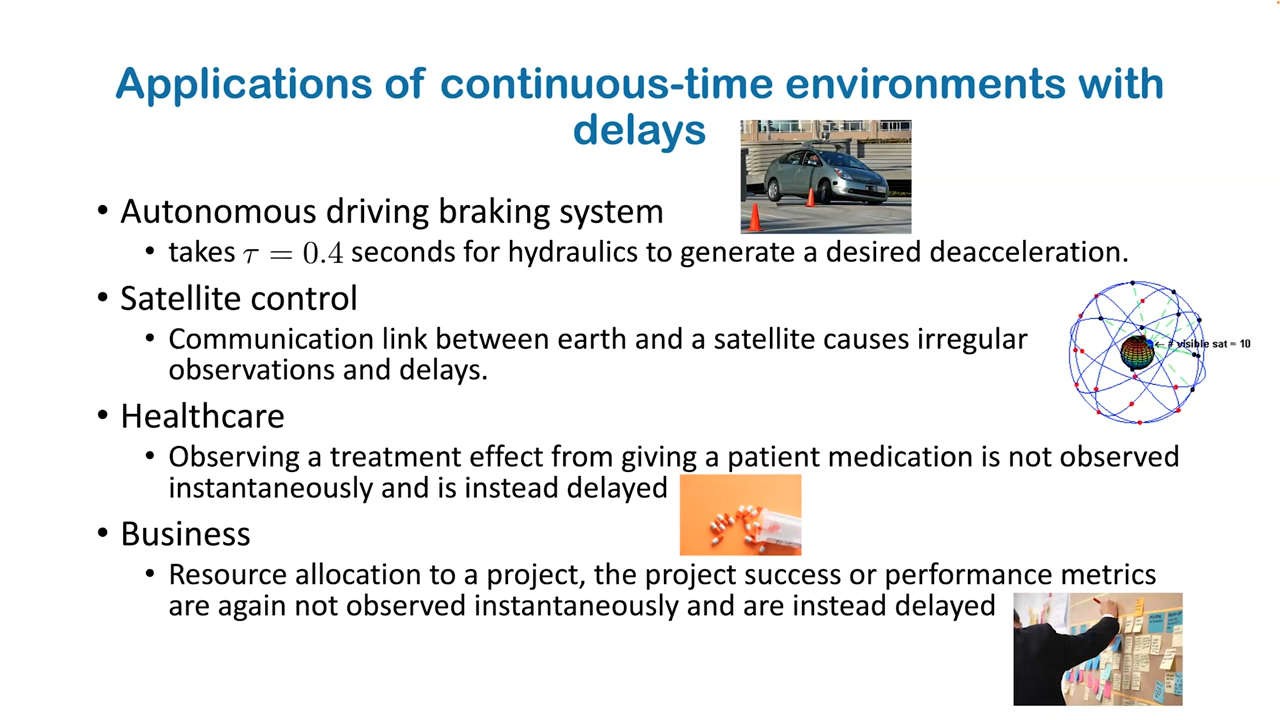 Applications of continuous-time environments with
delays
• Autonomous driving braking system
• takes τ = 0.4 seconds for hydraulics to generate a desired deacceleration.
• Satellite control
• Communication link between earth and a satellite causes irregular
observations and delays.
← # visible sat = 10
• Healthcare
• Observing a treatment effect from giving a patient medication is not observed
instantaneously and is instead delayed
• Business
• Resource allocation to a project, the project success or performance metrics
are again not observed instantaneously and are instead delayed